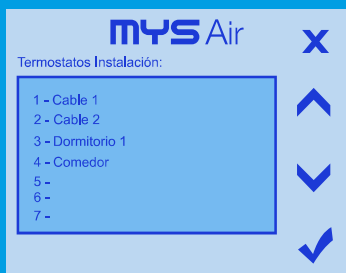 mys Air
Termostatos Instalación:
1 - Cable 1
2 - Cable 2
3 - Dormitorio 1
4 - Comedor
5 -
6 -
7 -